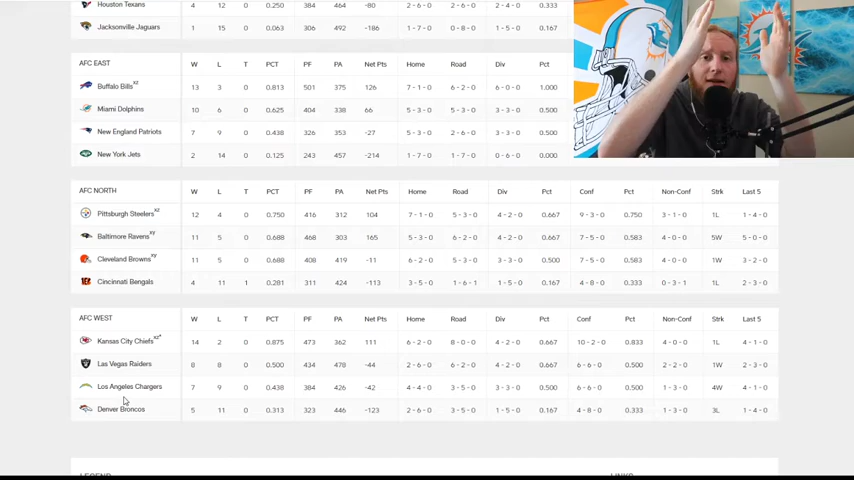 Houston Texans 4 12 0 0.250 384 464 -80 2 - 6 - 0 2 - 6 - 0 2 - 4 - 0 0.333
Jacksonville Jaguars 1 15 0 0.063 306 492 -186 1 - 7 - 0 0 - 8 - 0 1 - 5 - 0 0.167
AFC EAST W L T PCT PF PA Net Pts Home Road Div Pct
Buffalo Bills xz 13 3 0 0.813 501 375 126 7 - 1 - 0 6 - 2 - 0 6 - 0 - 0 1.000
Miami Dolphins 10 6 0 0.625 404 338 66 5 - 3 - 0 5 - 3 - 0 3 - 3 - 0 0.500
New England Patriots 7 9 0 0.438 326 353 -27 5 - 3 - 0 2 - 6 - 0 3 - 3 - 0 0.500
New York Jets 2 14 0 0.125 243 457 -214 1 - 7 - 0 1 - 7 - 0 0 - 6 - 0 0.000
AFC NORTH W L T PCT PF PA Net Pts Home Road Div Pct Conf Pct Non-Conf Strk Last 5
Pittsburgh Steelers xz 12 4 0 0.750 416 312 104 7 - 1 - 0 5 - 3 - 0 4 - 2 - 0 0.667 9 - 3 - 0 0.750 3 - 1 - 0 1L 1 - 4 - 0
Baltimore Ravens xy 11 5 0 0.688 468 303 165 5 - 3 - 0 6 - 2 - 0 4 - 2 - 0 0.667 7 - 5 - 0 0.583 4 - 0 - 0 5W 5 - 0 - 0
Cleveland Browns xy 11 5 0 0.688 408 419 -11 6 - 2 - 0 5 - 3 - 0 3 - 3 - 0 0.500 7 - 5 - 0 0.583 4 - 0 - 0 1W 3 - 2 - 0
Cincinnati Bengals 4 11 1 0.281 311 424 -113 3 - 5 - 0 1 - 6 - 1 1 - 5 - 0 0.167 4 - 8 - 0 0.333 0 - 3 - 1 1L 2 - 3 - 0
AFC WEST W L T PCT PF PA Net Pts Home Road Div Pct Conf Pct Non-Conf Strk Last 5
Kansas City Chiefs xz* 14 2 0 0.875 473 362 111 6 - 2 - 0 8 - 0 - 0 4 - 2 - 0 0.667 10 - 2 - 0 0.833 4 - 0 - 0 1L 4 - 1 - 0
Las Vegas Raiders 8 8 0 0.500 434 478 -44 2 - 6 - 0 6 - 2 - 0 4 - 2 - 0 0.667 6 - 6 - 0 0.500 2 - 2 - 0 1W 2 - 3 - 0
Los Angeles Chargers 7 9 0 0.438 384 426 -42 4 - 4 - 0 3 - 5 - 0 3 - 3 - 0 0.500 6 - 6 - 0 0.500 1 - 3 - 0 4W 4 - 1 - 0
Denver Broncos 5 11 0 0.313 323 446 -123 2 - 6 - 0 3 - 5 - 0 1 - 5 - 0 0.167 4 - 8 - 0 0.333 1 - 3 - 0 3L 1 - 4 - 0
LEGEND LINKS